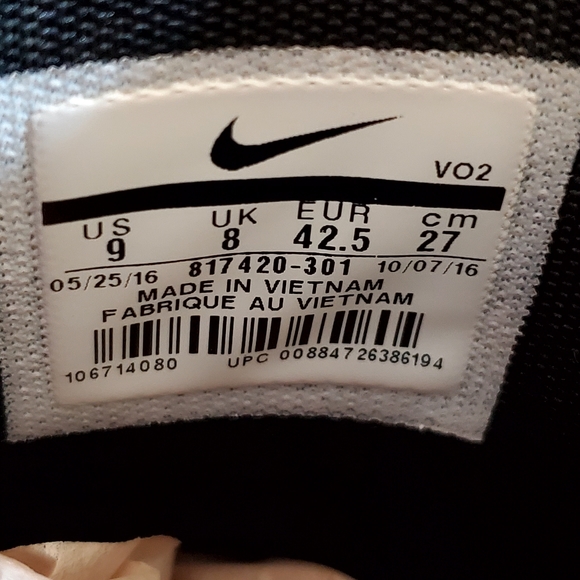 VO2
US UK EUR cm
9 8 42.5 27
05/25/16 817420-301 10/07/16
MADE IN VIETNAM
FABRIQUE AU VIETNAM
106714080 UPC 00884726386194